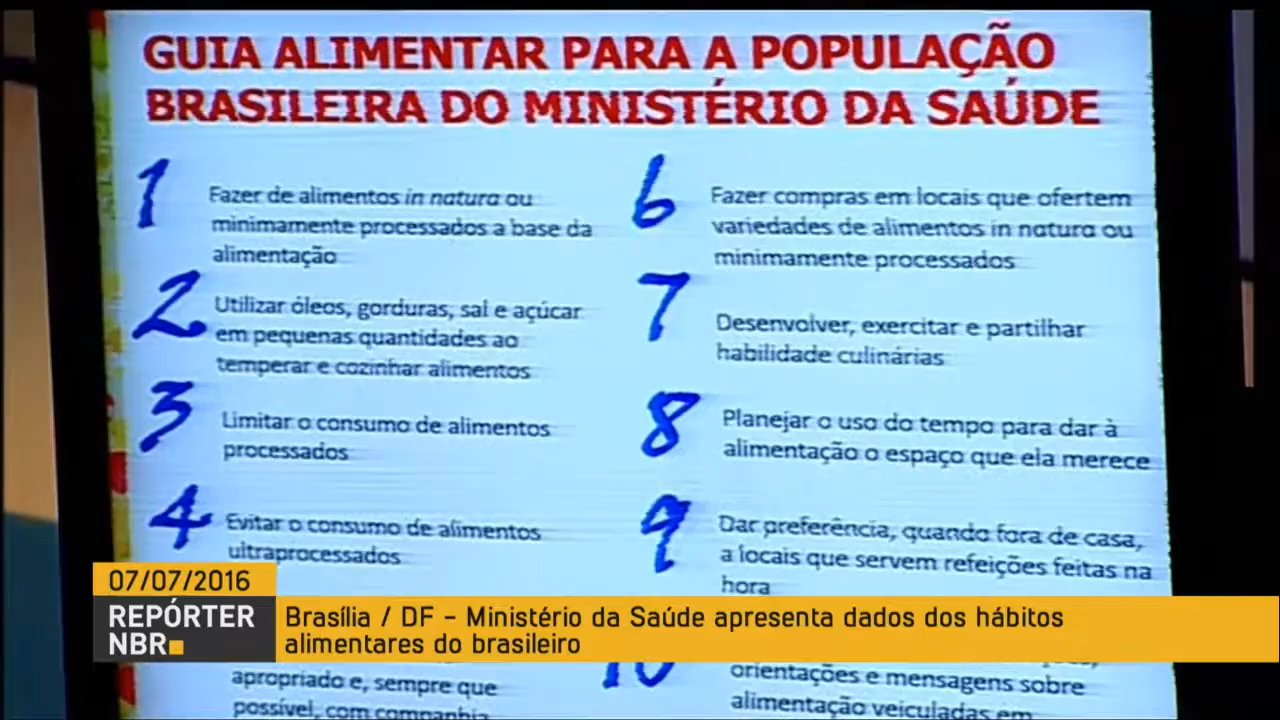 GUIA ALIMENTAR PARA A POPULAÇÃO
BRASILEIRA DO MINISTÉRIO DA SAÚDE
1
Fazer de alimentos in natura ou
minimamente processados a base da
alimentação
2
Utilizar óleos, gorduras, sal e açúcar
em pequenas quantidades ao
temperar e cozinhar alimentos
3
Limitar o consumo de alimentos
processados
4
Evitar o consumo de alimentos
ultraprocessados
apropriado e, sempre que
possível, com companhia
6
Fazer compras em locais que ofertem
variedades de alimentos in natura ou
minimamente processados
7
Desenvolver, exercitar e partilhar
habilidade culinárias
8
Planejar o uso do tempo para dar à
alimentação o espaço que ela merece
9
Dar preferência, quando fora de casa,
a locais que servem refeições feitas na
hora
10
orientações e mensagens sobre
alimentação veiculadas em
07/07/2016
REPÓRTER
NBR
Brasília / DF - Ministério da Saúde apresenta dados dos hábitos
alimentares do brasileiro